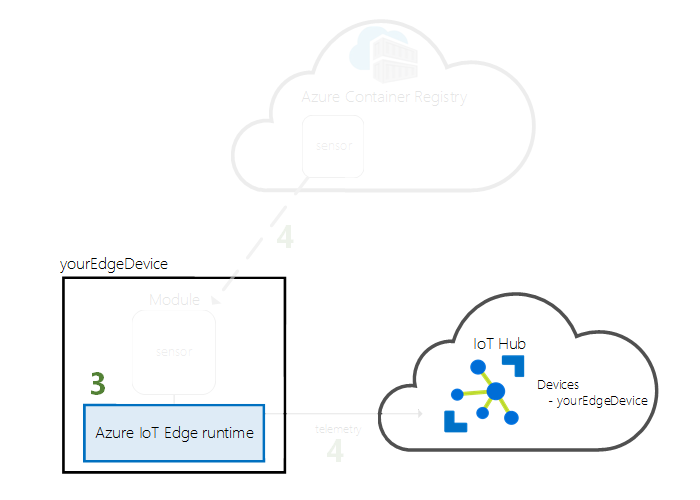 Azure Container Registry
sensor
4
yourEdgeDevice
Module
sensor
3
Azure IoT Edge runtime
telemetry
4
IoT Hub
Devices
- yourEdgeDevice